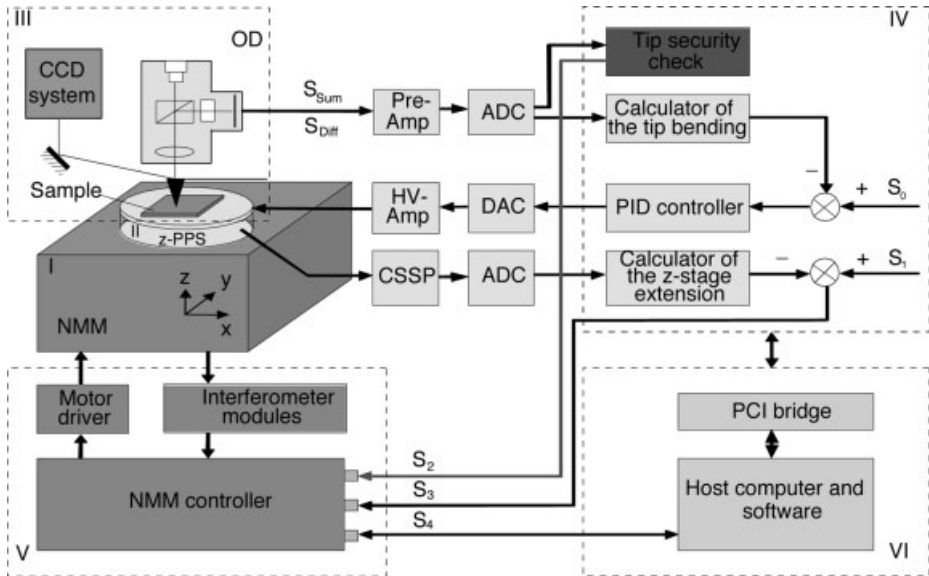 III
OD
IV
CCD
system
S_Sum
S_Diff
Pre-
Amp
ADC
Tip security
check
Calculator of
the tip bending
−
Sample
HV-
Amp
DAC
PID controller
+ S_0
II
z-PPS
I
CSSP
ADC
Calculator of
the z-stage
extension
− + S_1
z
y
x
NMM
Motor
driver
Interferometer
modules
PCI bridge
S_2
NMM controller
S_3
Host computer and
software
S_4
V
VI